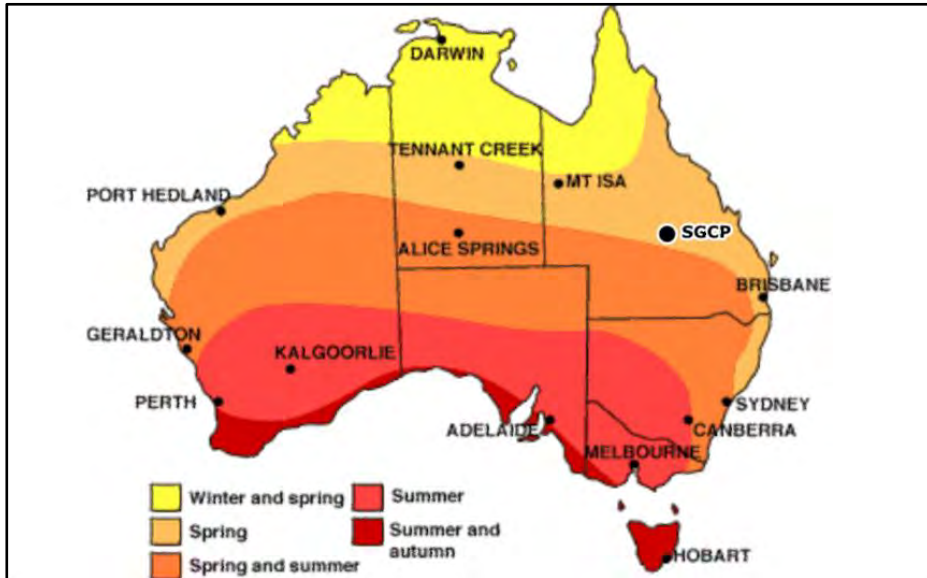 DARWIN
TENNANT CREEK
MT ISA
PORT HEDLAND
SGCP
ALICE SPRINGS
BRISBANE
GERALDTON
KALGOORLIE
PERTH
SYDNEY
ADELAIDE
CANBERRA
MELBOURNE
Winter and spring
Summer
Spring
Summer and
autumn
Spring and summer
HOBART